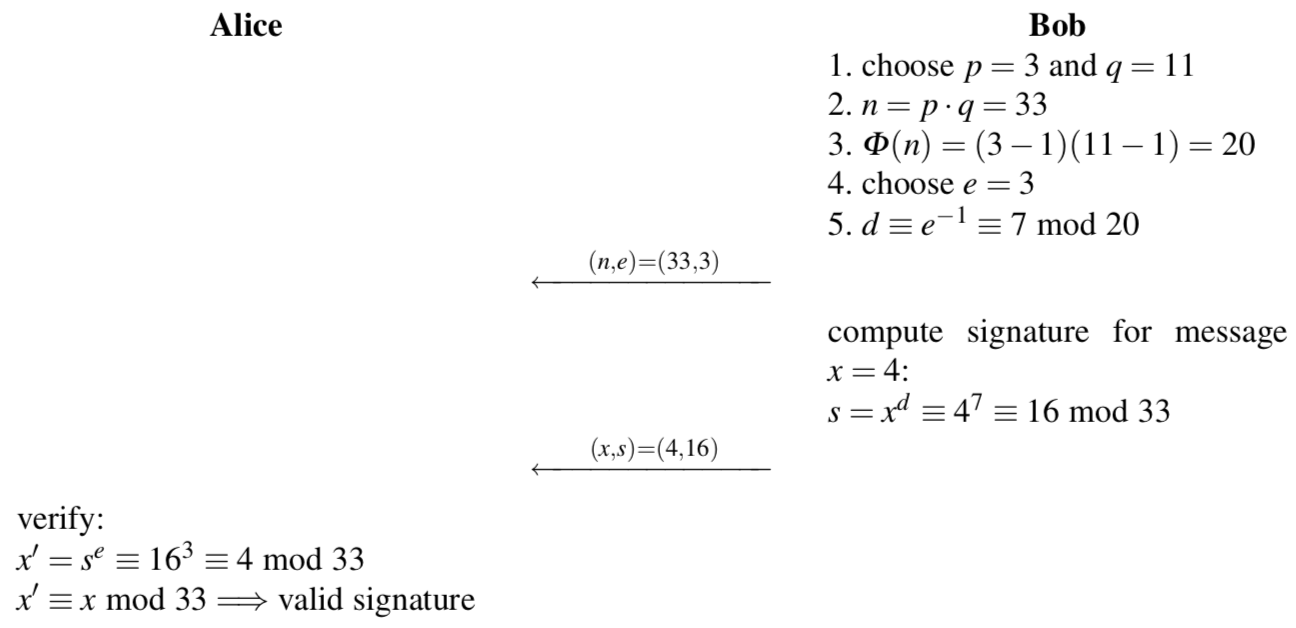 Alice
Bob
1. choose p = 3 and q = 11
2. n = p · q = 33
3. Φ(n) = (3 − 1)(11 − 1) = 20
4. choose e = 3
5. d ≡ e⁻¹ ≡ 7 mod 20
(n,e)=(33,3)
compute signature for message
x = 4:
s = xᵈ ≡ 4⁷ ≡ 16 mod 33
(x,s)=(4,16)
verify:
x′ = sᵉ ≡ 16³ ≡ 4 mod 33
x′ ≡ x mod 33 ⟹ valid signature